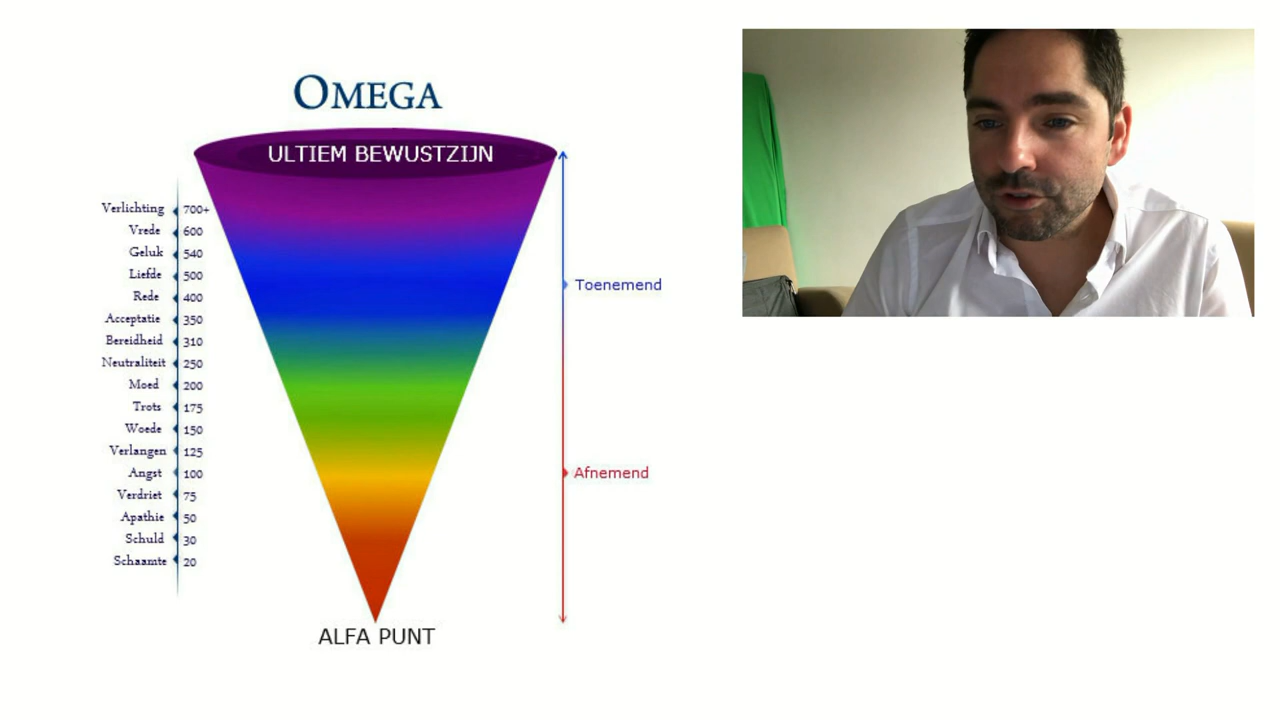 OMEGA
ULTIEM BEWUSTZIJN
Verlichting 700+
Vrede 600
Geluk 540
Liefde 500
Rede 400
Acceptatie 350
Bereidheid 310
Neutraliteit 250
Moed 200
Trots 175
Woede 150
Verlangen 125
Angst 100
Verdriet 75
Apathie 50
Schuld 30
Schaamte 20
Toenemend
Afnemend
ALFA PUNT